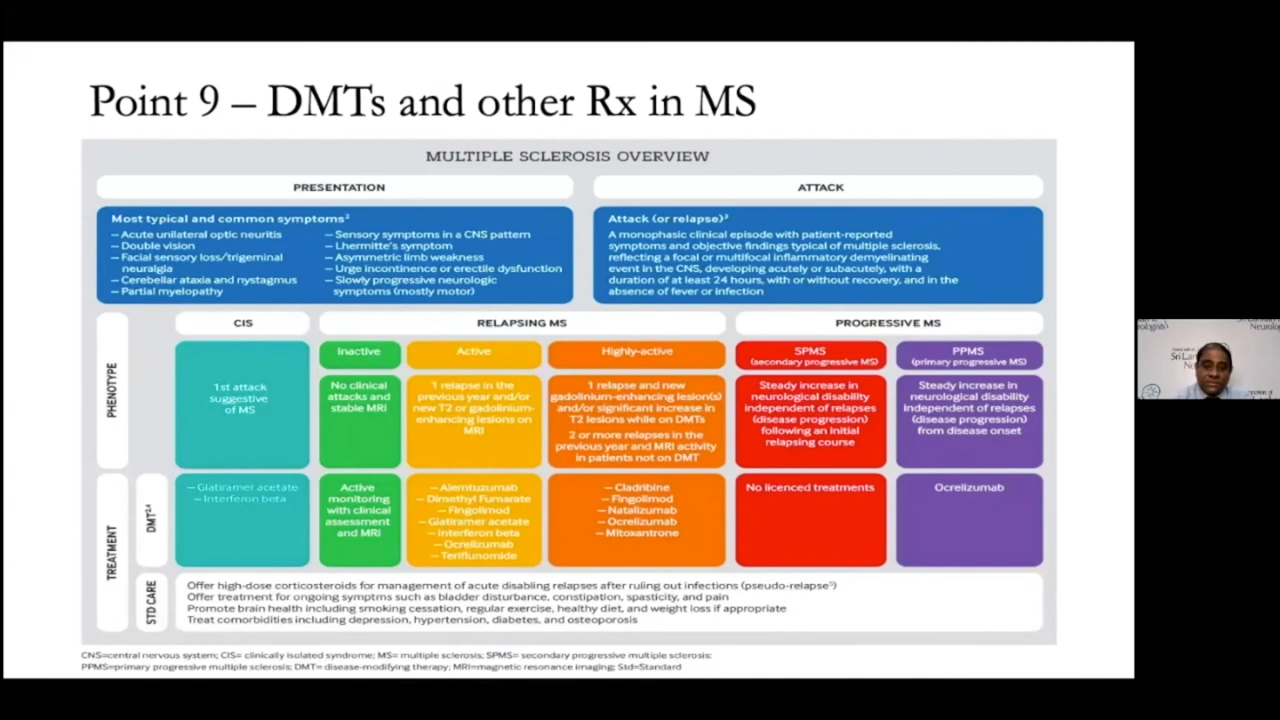 Point 9 – DMTs and other Rx in MS
MULTIPLE SCLEROSIS OVERVIEW
PRESENTATION
Most typical and common symptoms²
– Acute unilateral optic neuritis
– Double vision
– Facial sensory loss/trigeminal
neuralgia
– Cerebellar ataxia and nystagmus
– Partial myelopathy
– Sensory symptoms in a CNS pattern
– Lhermitte's symptom
– Asymmetric limb weakness
– Urge incontinence or erectile dysfunction
– Slowly progressive neurologic
symptoms (mostly motor)
ATTACK
Attack (or relapse)³
A monophasic clinical episode with patient-reported
symptoms and objective findings typical of multiple sclerosis,
reflecting a focal or multifocal inflammatory demyelinating
event in the CNS, developing acutely or subacutely, with a
duration of at least 24 hours, with or without recovery, and in the
absence of fever or infection
PHENOTYPE
CIS
1st attack
suggestive
of MS
RELAPSING MS
Inactive
No clinical
attacks and
stable MRI
Active
1 relapse in the
previous year and/or
new T2 or gadolinium-
enhancing lesions on
MRI
Highly-active
1 relapse and new
gadolinium-enhancing lesion(s)
and/or significant increase in
T2 lesions while on DMTs
2 or more relapses in the
previous year and MRI activity
in patients not on DMT
PROGRESSIVE MS
SPMS
(secondary progressive MS)
Steady increase in
neurological disability
independent of relapses
(disease progression)
following an initial
relapsing course
PPMS
(primary progressive MS)
Steady increase in
neurological disability
independent of relapses
(disease progression)
from disease onset
TREATMENT
DMT²,⁴
– Glatiramer acetate
– Interferon beta
Active
monitoring
with clinical
assessment
and MRI
– Alemtuzumab
– Dimethyl Fumarate
– Fingolimod
– Glatiramer acetate
– Interferon beta
– Ocrelizumab
– Teriflunomide
– Cladribine
– Fingolimod
– Natalizumab
– Ocrelizumab
– Mitoxantrone
No licenced treatments
Ocrelizumab
STD CARE
Offer high-dose corticosteroids for management of acute disabling relapses after ruling out infections (pseudo-relapse⁵)
Offer treatment for ongoing symptms such as bladder disturbance, constipation, spasticity, and pain
Promote brain health including smoking cessation, regular exercise, healthy diet, and weight loss if appropriate
Treat comorbidities including depression, hypertension, diabetes, and osteoporosis
CNS=central nervous system; CIS= clinically isolated syndrome; MS= multiple sclerosis; SPMS= secondary progressive multiple sclerosis;
PPMS=primary progressive multiple sclerosis; DMT= disease-modifying therapy; MRI=magnetic resonance imaging; Std=Standard